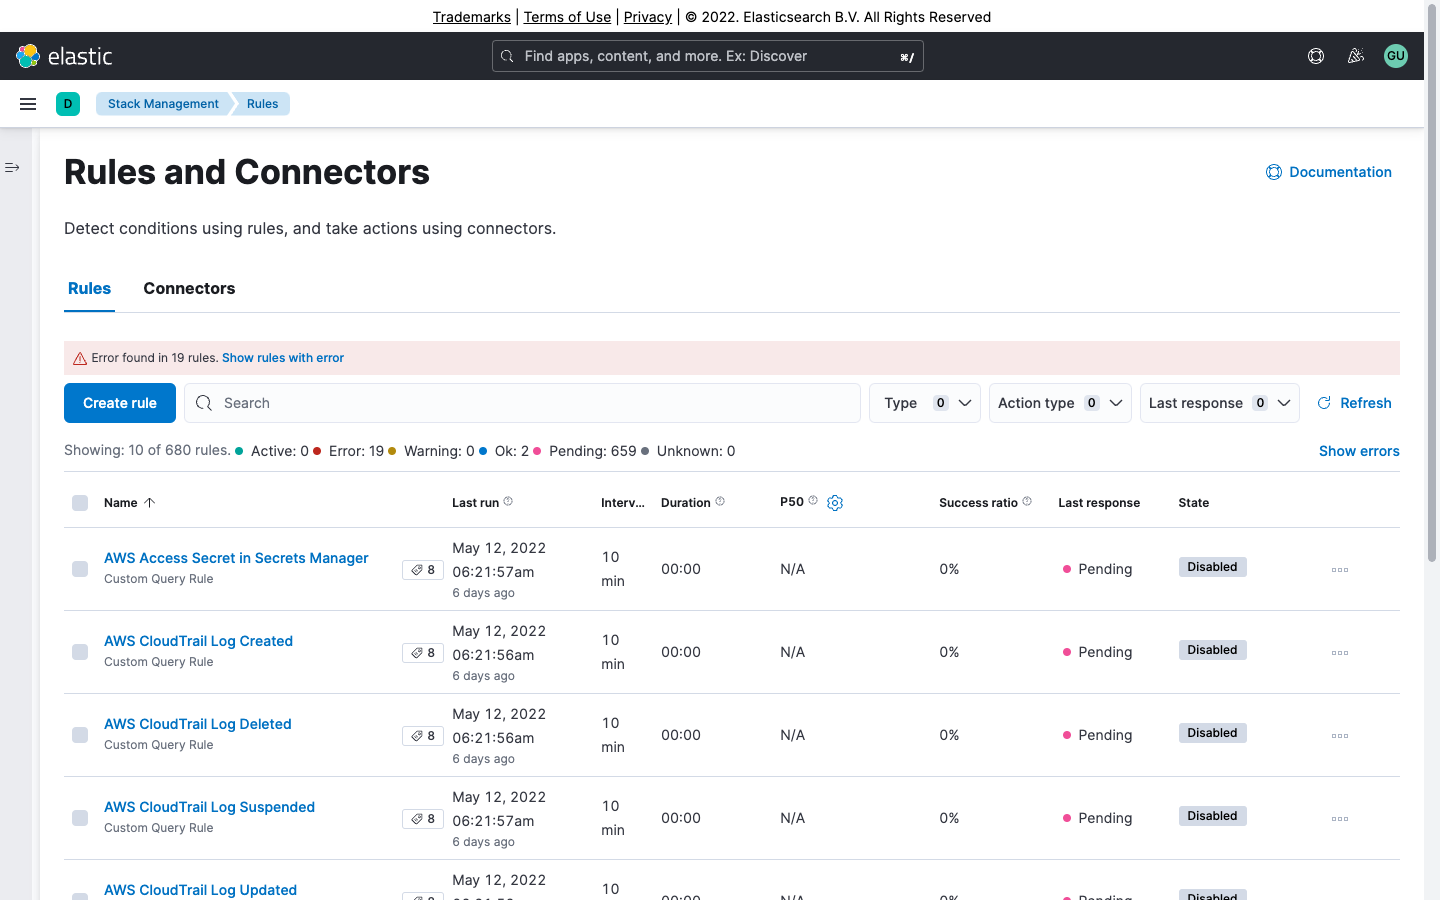 Trademarks | Terms of Use | Privacy | © 2022. Elasticsearch B.V. All Rights Reserved
elastic Find apps, content, and more. Ex: Discover ⌘/ GU
D Stack Management Rules
Rules and Connectors
Documentation
Detect conditions using rules, and take actions using connectors.
Rules Connectors
Error found in 19 rules. Show rules with error
Create rule Search Type 0 Action type 0 Last response 0 Refresh
Showing: 10 of 680 rules. Active: 0 Error: 19 Warning: 0 Ok: 2 Pending: 659 Unknown: 0 Show errors
Name Last run Interv... Duration P50 Success ratio Last response State
AWS Access Secret in Secrets Manager
Custom Query Rule
8
May 12, 2022
06:21:57am
6 days ago
10
min
00:00 N/A 0% Pending Disabled
AWS CloudTrail Log Created
Custom Query Rule
8
May 12, 2022
06:21:56am
6 days ago
10
min
00:00 N/A 0% Pending Disabled
AWS CloudTrail Log Deleted
Custom Query Rule
8
May 12, 2022
06:21:56am
6 days ago
10
min
00:00 N/A 0% Pending Disabled
AWS CloudTrail Log Suspended
Custom Query Rule
8
May 12, 2022
06:21:57am
6 days ago
10
min
00:00 N/A 0% Pending Disabled
AWS CloudTrail Log Updated
May 12, 2022
10
Disabled